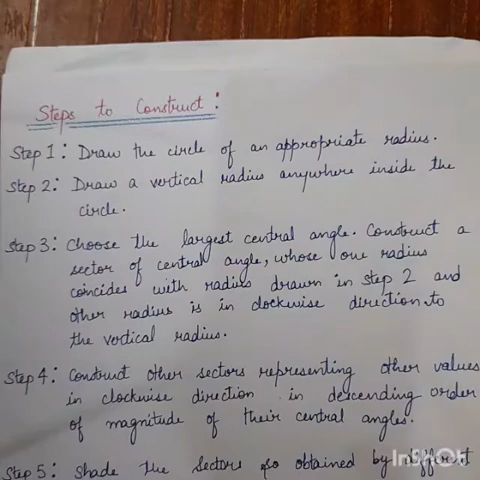 Steps to Construct:
Step 1: Draw the circle of an appropriate radius.
Step 2: Draw a vertical radius anywhere inside the
circle.
Step 3: Choose the largest central angle. Construct a
sector of central angle, whose one radius
coincides with radius drawn in Step 2 and
other radius is in clockwise direction to
the vertical radius.
Step 4: Construct other sectors representing other values
in clockwise direction in descending order
of magnitude of their central angles.
Step 5: Shade the sectors so obtained by different
InShOt